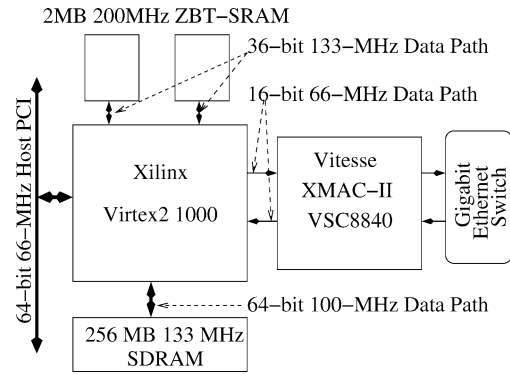 2MB 200MHz ZBT-SRAM
36-bit 133-MHz Data Path
16-bit 66-MHz Data Path
64-bit 66-MHz Host PCI
Xilinx
Virtex2 1000
Vitesse
XMAC-II
VSC8840
Gigabit
Ethernet
Switch
64-bit 100-MHz Data Path
256 MB 133 MHz
SDRAM